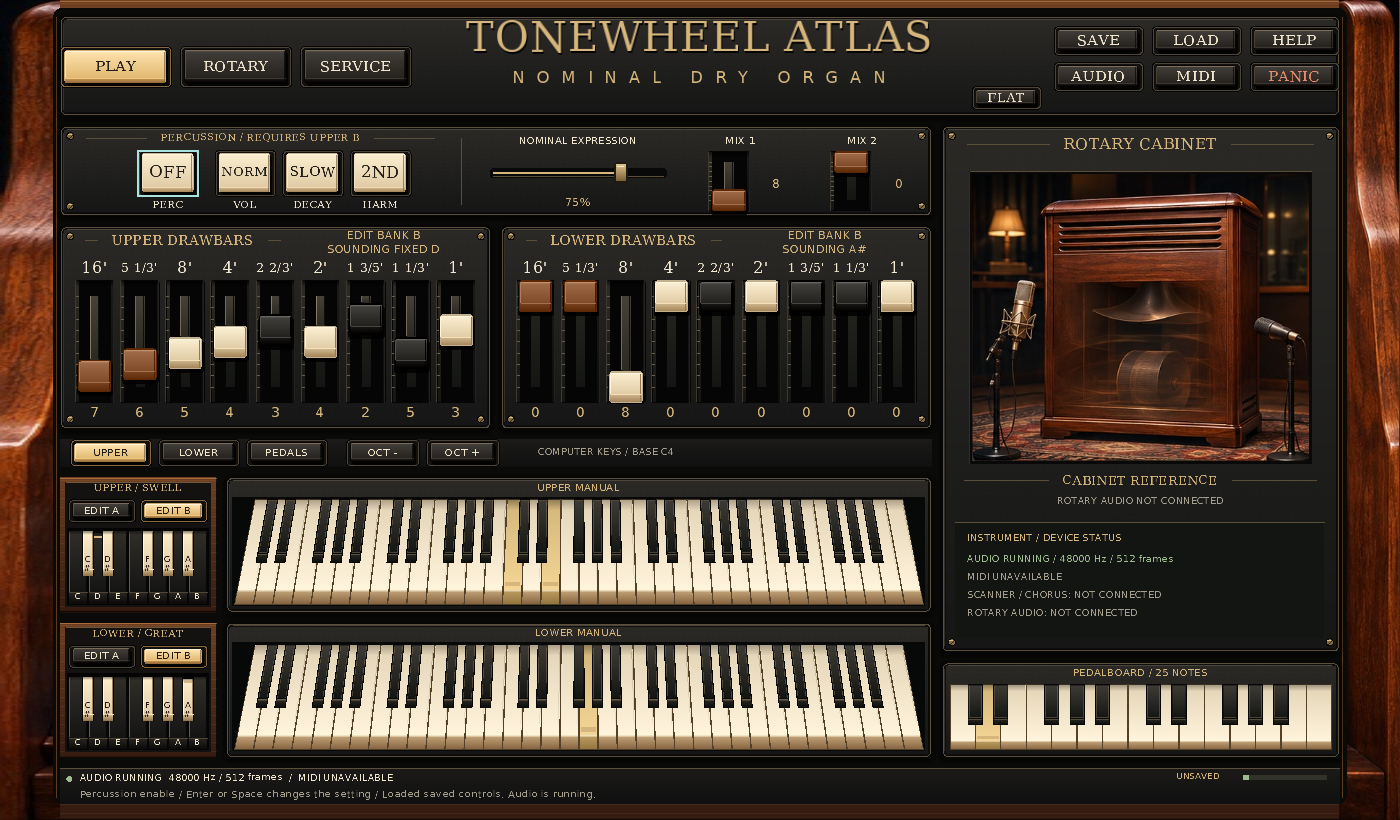 TONEWHEEL ATLAS
NOMINAL DRY ORGAN
PLAY ROTARY SERVICE
SAVE LOAD HELP
AUDIO MIDI PANIC
FLAT
PERCUSSION / REQUIRES UPPER B
OFF NORM SLOW 2ND
PERC VOL DECAY HARM
NOMINAL EXPRESSION
75%
MIX 1
8
MIX 2
0
UPPER DRAWBARS
EDIT BANK B
SOUNDING FIXED D
16' 5 1/3' 8' 4' 2 2/3' 2' 1 3/5' 1 1/3' 1'
7 6 5 4 3 4 2 5 3
LOWER DRAWBARS
EDIT BANK B
SOUNDING A#
16' 5 1/3' 8' 4' 2 2/3' 2' 1 3/5' 1 1/3' 1'
0 0 8 0 0 0 0 0 0
ROTARY CABINET
CABINET REFERENCE
ROTARY AUDIO NOT CONNECTED
INSTRUMENT / DEVICE STATUS
AUDIO RUNNING / 48000 Hz / 512 frames
MIDI UNAVAILABLE
SCANNER / CHORUS: NOT CONNECTED
ROTARY AUDIO: NOT CONNECTED
UPPER LOWER PEDALS OCT - OCT +
COMPUTER KEYS / BASE C4
UPPER / SWELL
EDIT A EDIT B
C# D# F# G# A#
C D E F G A B
UPPER MANUAL
LOWER / GREAT
EDIT A EDIT B
C# D# F# G# A#
C D E F G A B
LOWER MANUAL
PEDALBOARD / 25 NOTES
AUDIO RUNNING 48000 Hz / 512 frames / MIDI UNAVAILABLE
Percussion enable / Enter or Space changes the setting / Loaded saved controls. Audio is running.
UNSAVED